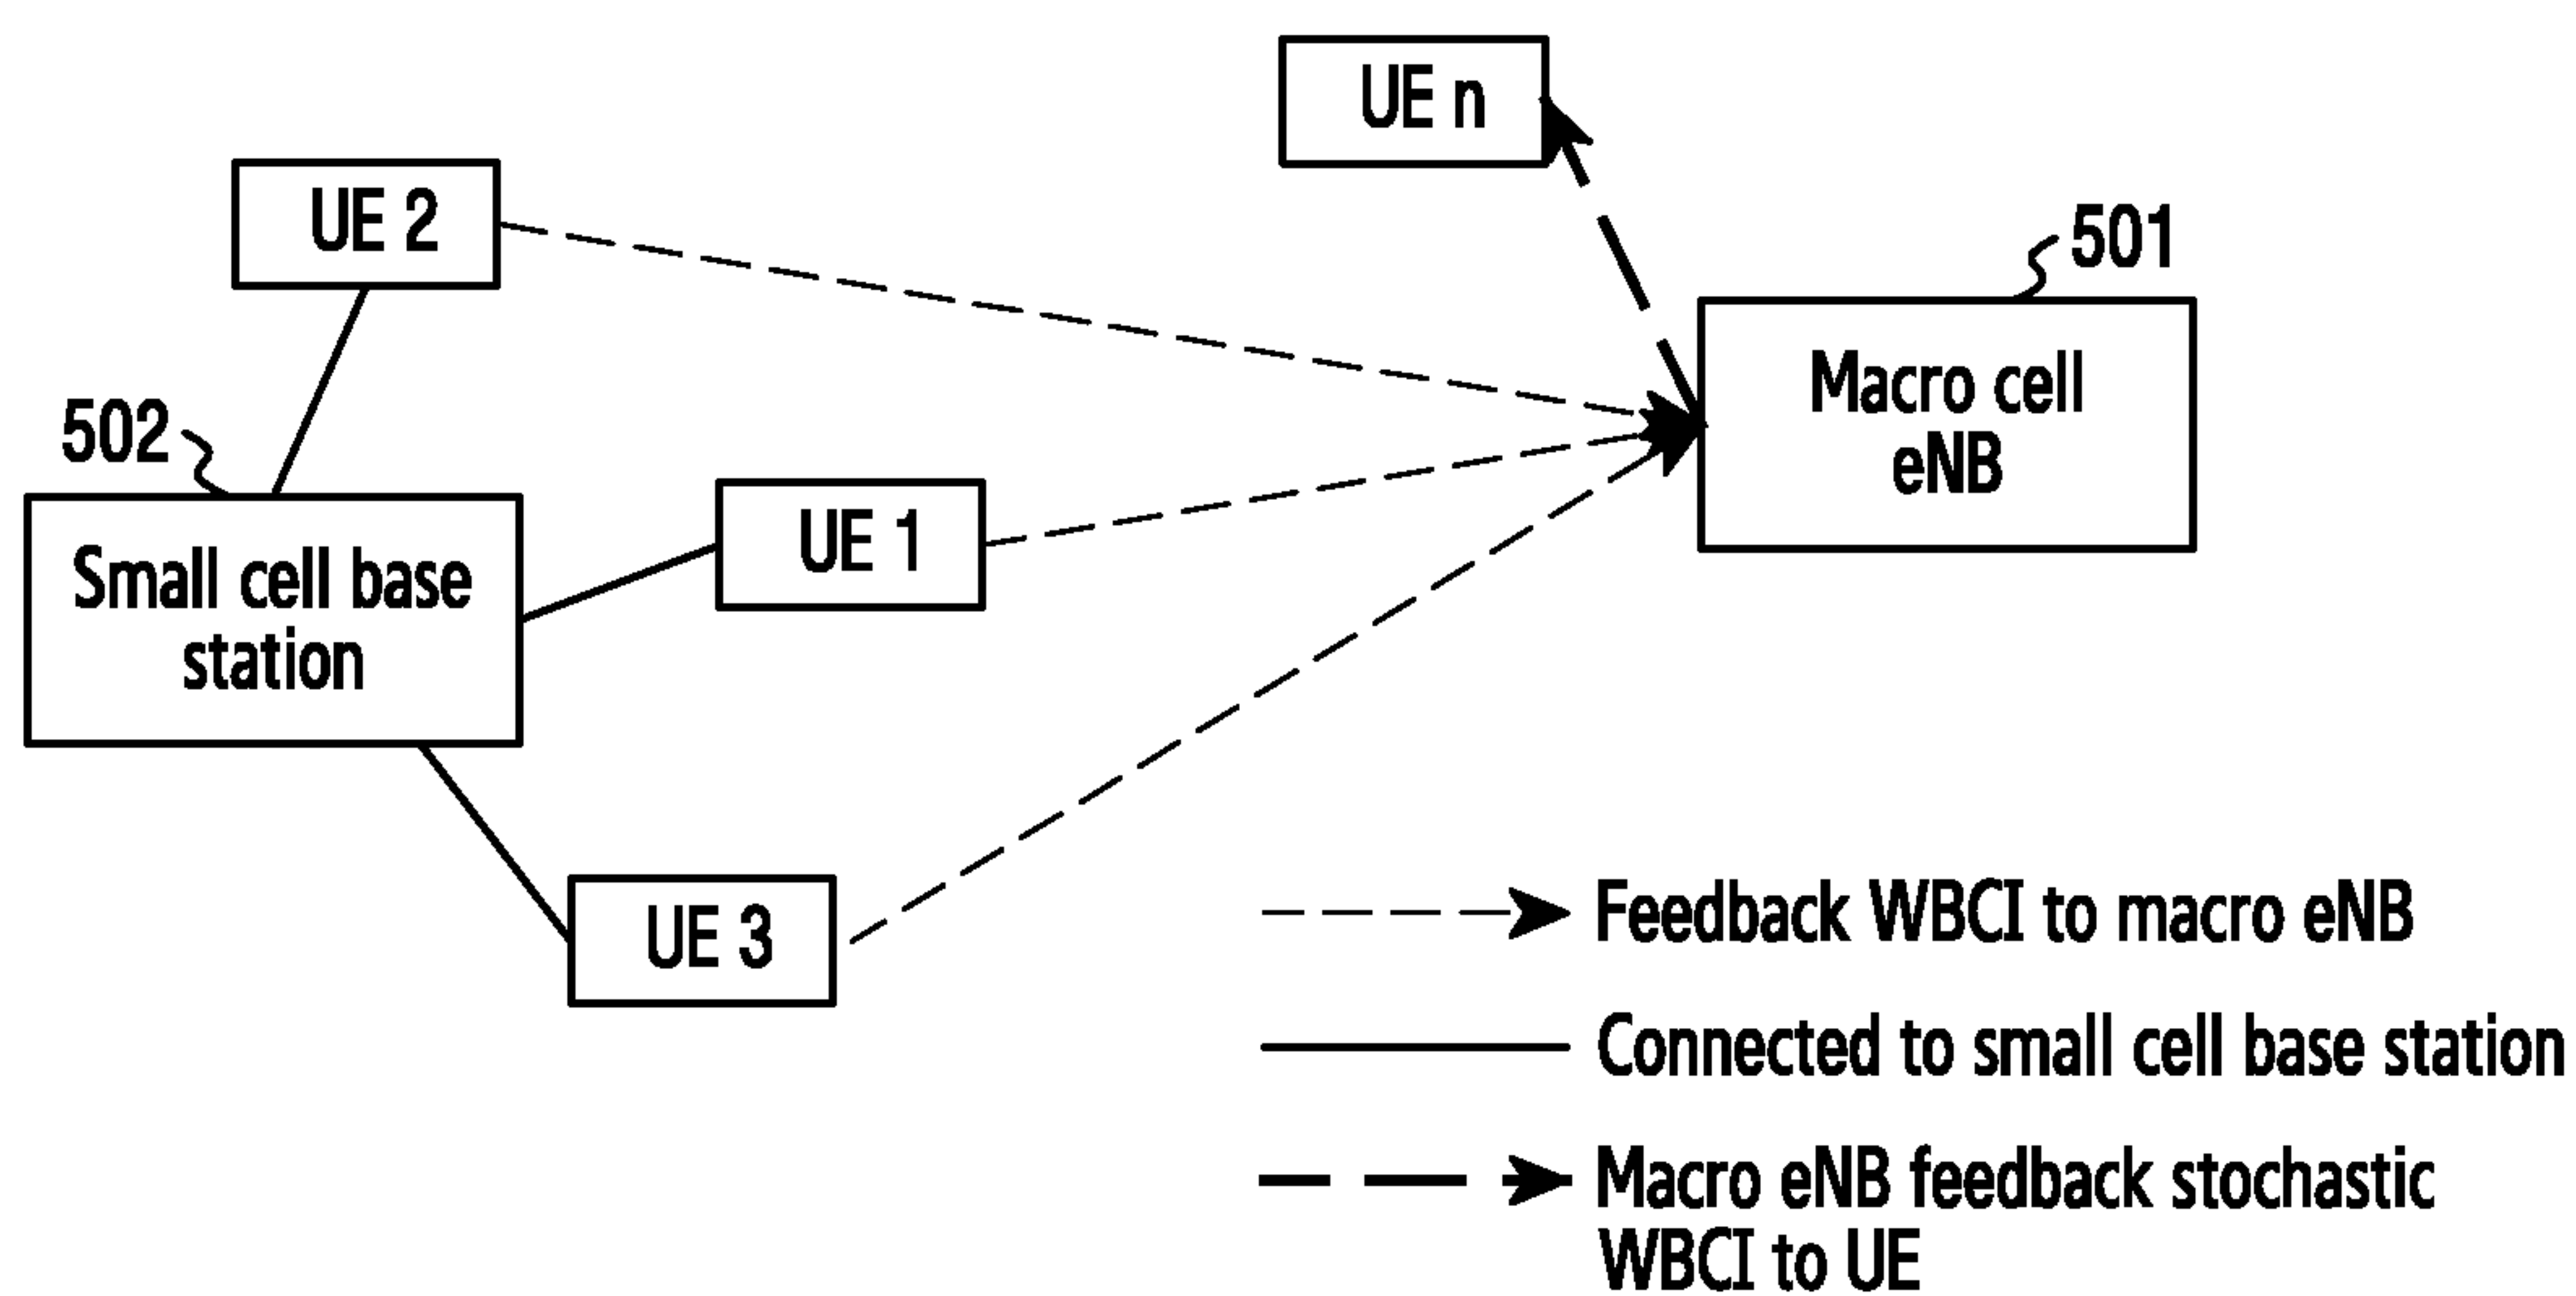 UE n
UE 2
501
Macro cell
eNB
502
UE 1
Small cell base
station
UE 3
Feedback WBCI to macro eNB
Connected to small cell base station
Macro eNB feedback stochastic
WBCI to UE